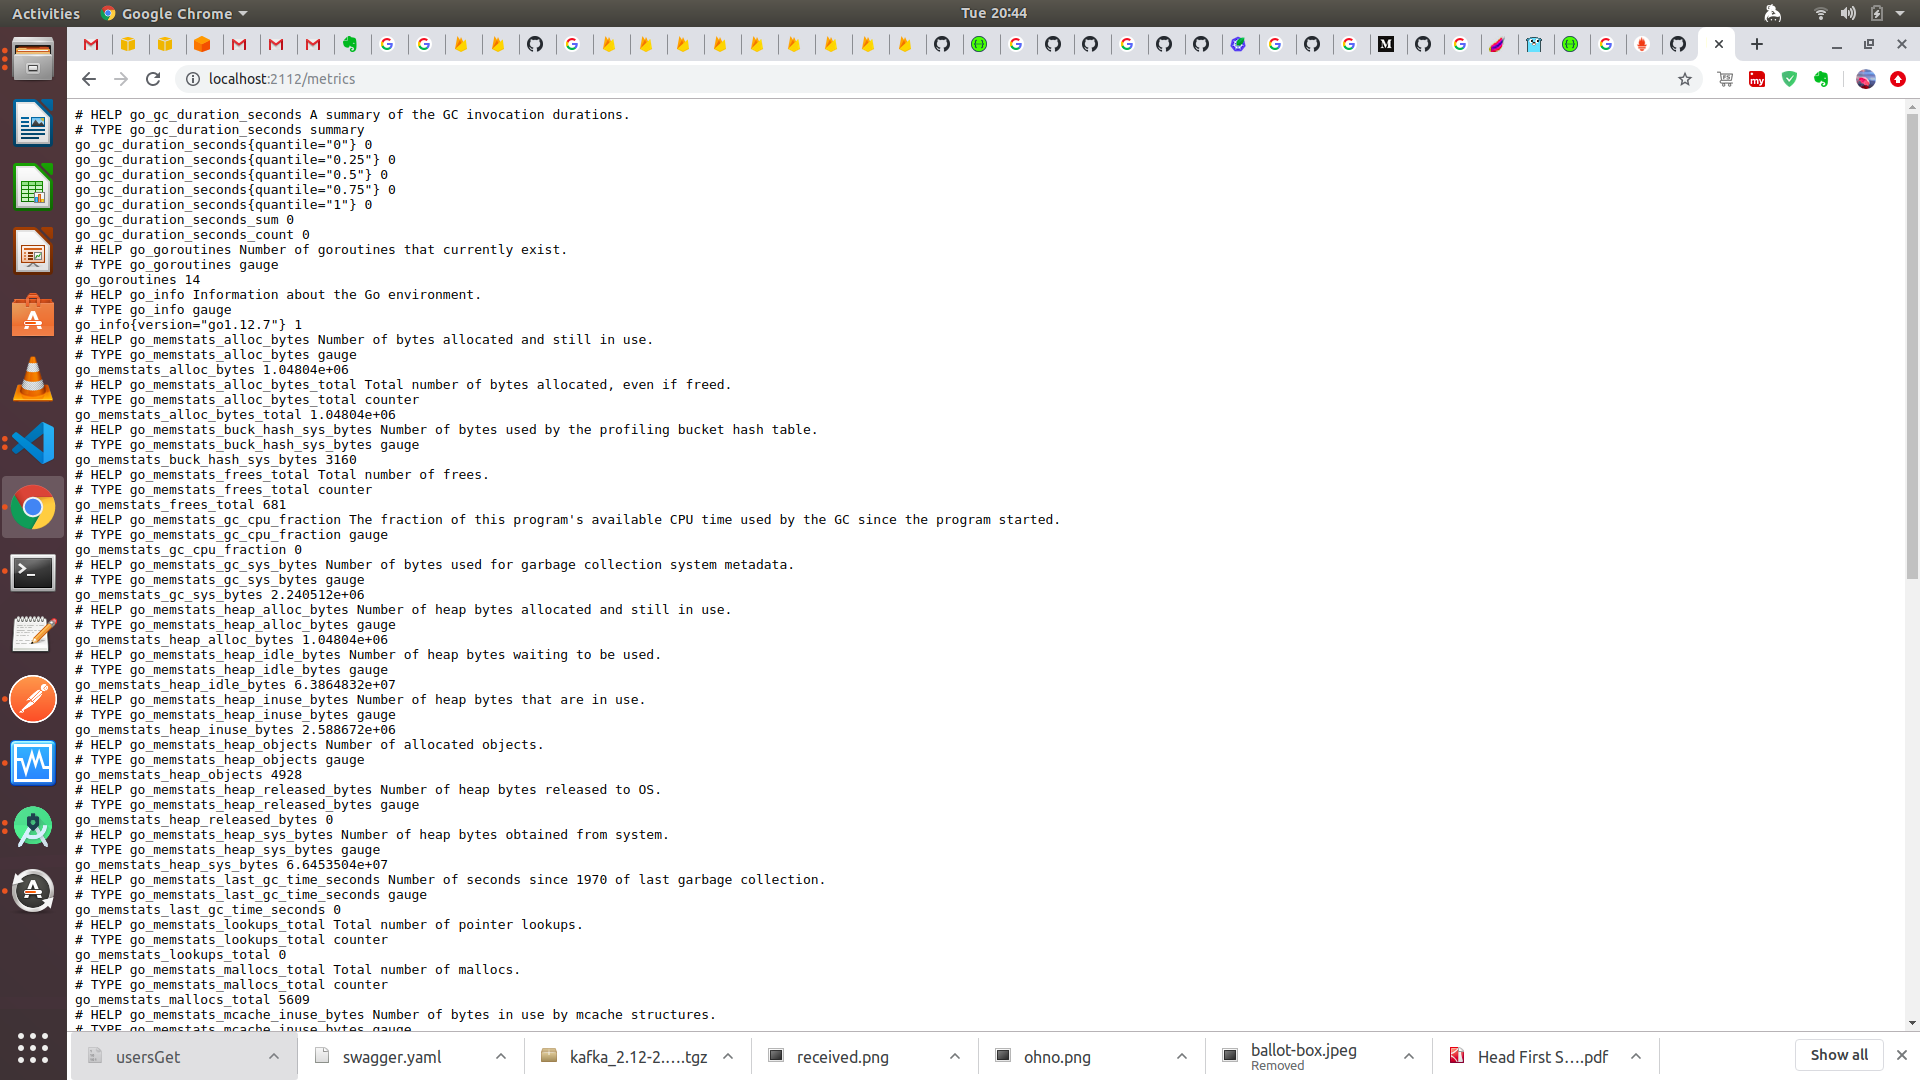 Activities Google Chrome Tue 20:44
localhost:2112/metrics
FS my
# HELP go_gc_duration_seconds A summary of the GC invocation durations.
# TYPE go_gc_duration_seconds summary
go_gc_duration_seconds{quantile="0"} 0
go_gc_duration_seconds{quantile="0.25"} 0
go_gc_duration_seconds{quantile="0.5"} 0
go_gc_duration_seconds{quantile="0.75"} 0
go_gc_duration_seconds{quantile="1"} 0
go_gc_duration_seconds_sum 0
go_gc_duration_seconds_count 0
# HELP go_goroutines Number of goroutines that currently exist.
# TYPE go_goroutines gauge
go_goroutines 14
# HELP go_info Information about the Go environment.
# TYPE go_info gauge
go_info{version="go1.12.7"} 1
# HELP go_memstats_alloc_bytes Number of bytes allocated and still in use.
# TYPE go_memstats_alloc_bytes gauge
go_memstats_alloc_bytes 1.04804e+06
# HELP go_memstats_alloc_bytes_total Total number of bytes allocated, even if freed.
# TYPE go_memstats_alloc_bytes_total counter
go_memstats_alloc_bytes_total 1.04804e+06
# HELP go_memstats_buck_hash_sys_bytes Number of bytes used by the profiling bucket hash table.
# TYPE go_memstats_buck_hash_sys_bytes gauge
go_memstats_buck_hash_sys_bytes 3160
# HELP go_memstats_frees_total Total number of frees.
# TYPE go_memstats_frees_total counter
go_memstats_frees_total 681
# HELP go_memstats_gc_cpu_fraction The fraction of this program's available CPU time used by the GC since the program started.
# TYPE go_memstats_gc_cpu_fraction gauge
go_memstats_gc_cpu_fraction 0
# HELP go_memstats_gc_sys_bytes Number of bytes used for garbage collection system metadata.
# TYPE go_memstats_gc_sys_bytes gauge
go_memstats_gc_sys_bytes 2.240512e+06
# HELP go_memstats_heap_alloc_bytes Number of heap bytes allocated and still in use.
# TYPE go_memstats_heap_alloc_bytes gauge
go_memstats_heap_alloc_bytes 1.04804e+06
# HELP go_memstats_heap_idle_bytes Number of heap bytes waiting to be used.
# TYPE go_memstats_heap_idle_bytes gauge
go_memstats_heap_idle_bytes 6.3864832e+07
# HELP go_memstats_heap_inuse_bytes Number of heap bytes that are in use.
# TYPE go_memstats_heap_inuse_bytes gauge
go_memstats_heap_inuse_bytes 2.588672e+06
# HELP go_memstats_heap_objects Number of allocated objects.
# TYPE go_memstats_heap_objects gauge
go_memstats_heap_objects 4928
# HELP go_memstats_heap_released_bytes Number of heap bytes released to OS.
# TYPE go_memstats_heap_released_bytes gauge
go_memstats_heap_released_bytes 0
# HELP go_memstats_heap_sys_bytes Number of heap bytes obtained from system.
# TYPE go_memstats_heap_sys_bytes gauge
go_memstats_heap_sys_bytes 6.6453504e+07
# HELP go_memstats_last_gc_time_seconds Number of seconds since 1970 of last garbage collection.
# TYPE go_memstats_last_gc_time_seconds gauge
go_memstats_last_gc_time_seconds 0
# HELP go_memstats_lookups_total Total number of pointer lookups.
# TYPE go_memstats_lookups_total counter
go_memstats_lookups_total 0
# HELP go_memstats_mallocs_total Total number of mallocs.
# TYPE go_memstats_mallocs_total counter
go_memstats_mallocs_total 5609
# HELP go_memstats_mcache_inuse_bytes Number of bytes in use by mcache structures.
# TYPE go_memstats_mcache_inuse_bytes gauge
usersGet swagger.yaml kafka_2.12-2.….tgz received.png ohno.png ballot-box.jpeg Head First S….pdf Show all
Removed